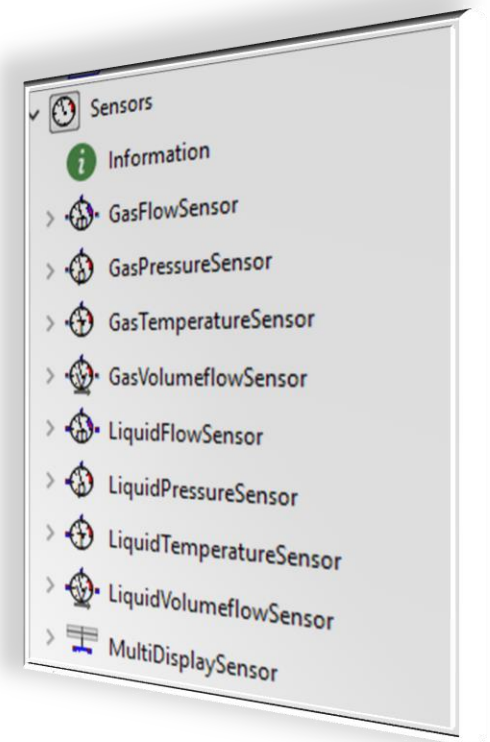 Sensors
Information
GasFlowSensor
GasPressureSensor
GasTemperatureSensor
GasVolumeflowSensor
LiquidFlowSensor
LiquidPressureSensor
LiquidTemperatureSensor
LiquidVolumeflowSensor
MultiDisplaySensor